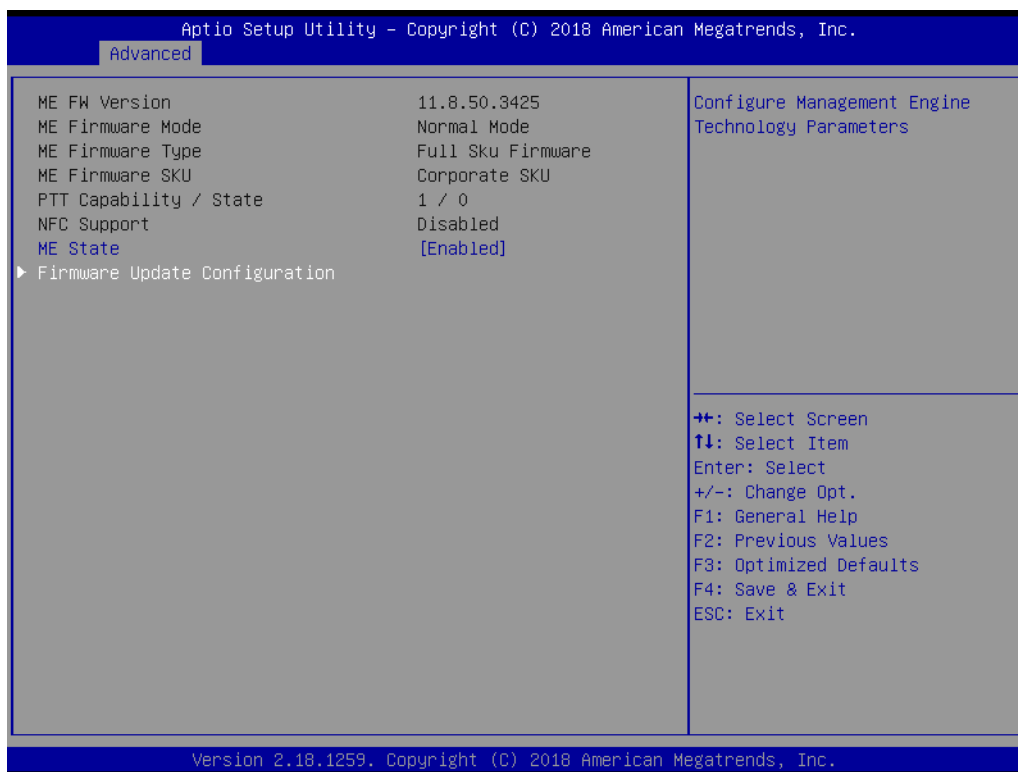 Aptio Setup Utility – Copyright (C) 2018 American Megatrends, Inc.
Advanced
ME FW Version 11.8.50.3425
ME Firmware Mode Normal Mode
ME Firmware Type Full Sku Firmware
ME Firmware SKU Corporate SKU
PTT Capability / State 1 / 0
NFC Support Disabled
ME State [Enabled]
▶ Firmware Update Configuration
Configure Management Engine
Technology Parameters
→←: Select Screen
↑↓: Select Item
Enter: Select
+/-: Change Opt.
F1: General Help
F2: Previous Values
F3: Optimized Defaults
F4: Save & Exit
ESC: Exit
Version 2.18.1259. Copyright (C) 2018 American Megatrends, Inc.